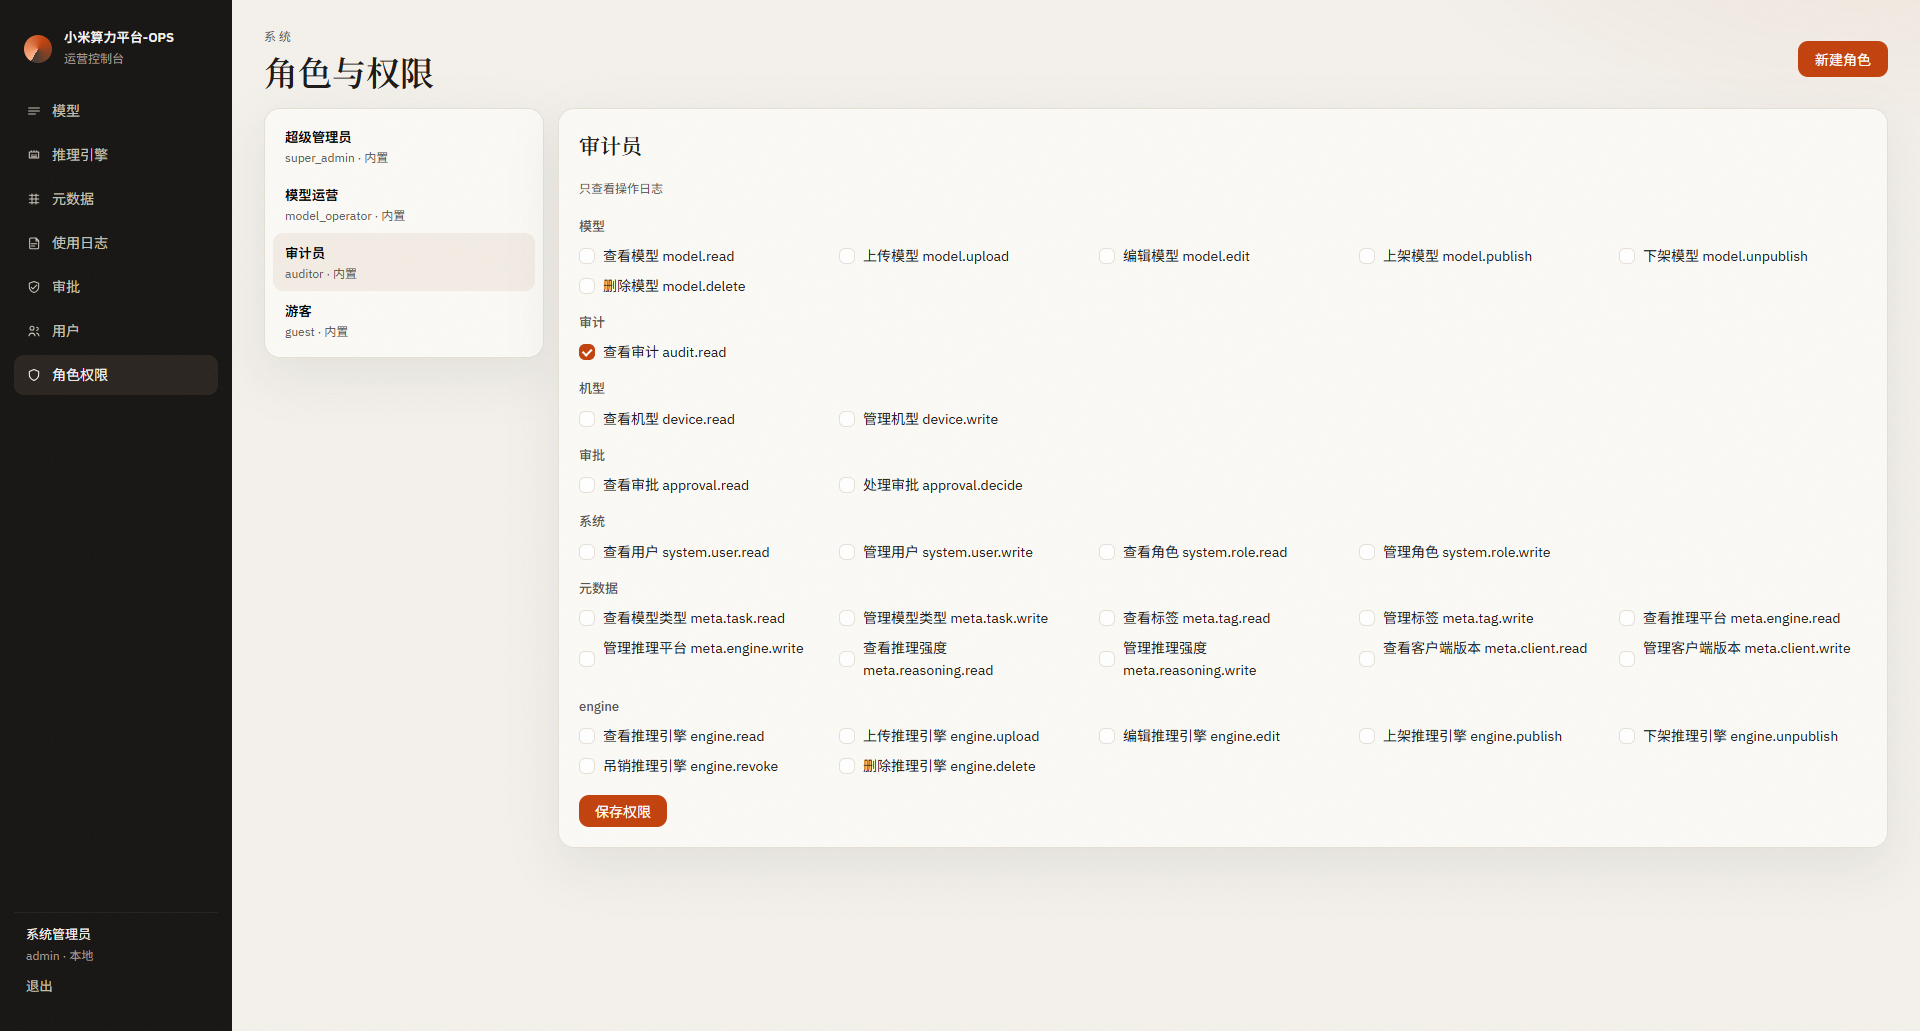 小米算力平台-OPS
运营控制台
模型
推理引擎
元数据
使用日志
审批
用户
角色权限
系统管理员
admin · 本地
退出
系统
角色与权限
新建角色
超级管理员
super_admin · 内置
模型运营
model_operator · 内置
审计员
auditor · 内置
游客
guest · 内置
审计员
只查看操作日志
模型
查看模型 model.read
上传模型 model.upload
编辑模型 model.edit
上架模型 model.publish
下架模型 model.unpublish
删除模型 model.delete
审计
查看审计 audit.read
机型
查看机型 device.read
管理机型 device.write
审批
查看审批 approval.read
处理审批 approval.decide
系统
查看用户 system.user.read
管理用户 system.user.write
查看角色 system.role.read
管理角色 system.role.write
元数据
查看模型类型 meta.task.read
管理模型类型 meta.task.write
查看标签 meta.tag.read
管理标签 meta.tag.write
查看推理平台 meta.engine.read
管理推理平台 meta.engine.write
查看推理强度
meta.reasoning.read
管理推理强度
meta.reasoning.write
查看客户端版本 meta.client.read
管理客户端版本 meta.client.write
engine
查看推理引擎 engine.read
上传推理引擎 engine.upload
编辑推理引擎 engine.edit
上架推理引擎 engine.publish
下架推理引擎 engine.unpublish
吊销推理引擎 engine.revoke
删除推理引擎 engine.delete
保存权限